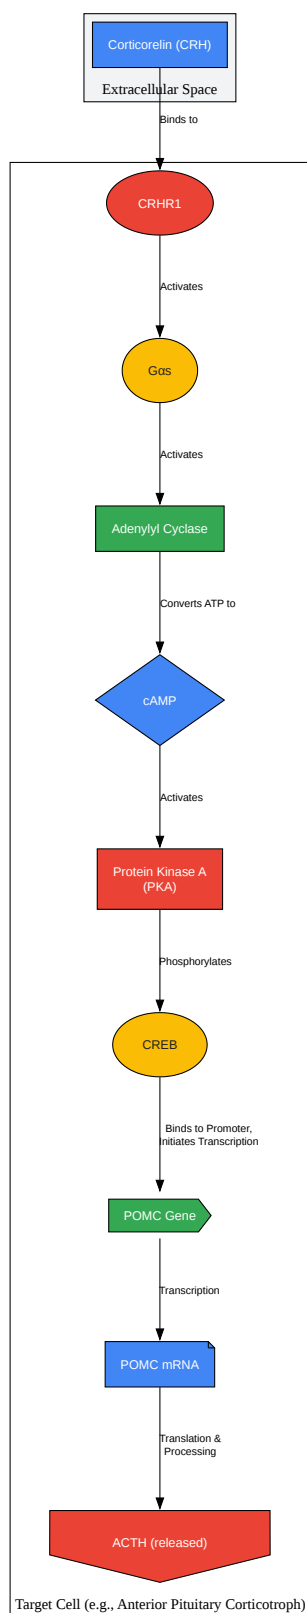 Corticorelin (CRH)
Extracellular Space
Binds to
CRHR1
Activates
Gαs
Activates
Adenylyl Cyclase
Converts ATP to
cAMP
Activates
Protein Kinase A
(PKA)
Phosphorylates
CREB
Binds to Promoter,
Initiates Transcription
POMC Gene
Transcription
POMC mRNA
Translation &
Processing
ACTH (released)
Target Cell (e.g., Anterior Pituitary Corticotroph)